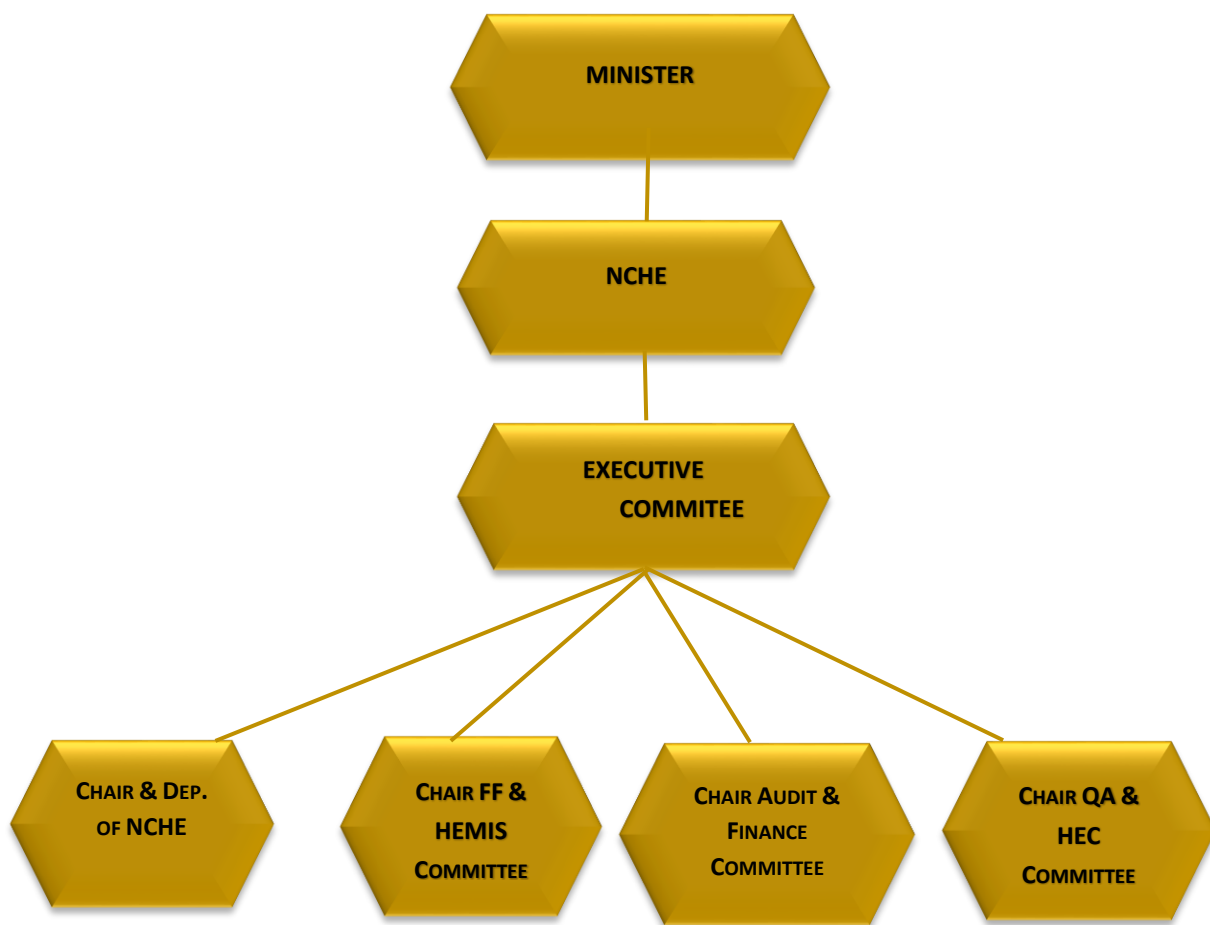 MINISTER
NCHE
EXECUTIVE
COMMITEE
CHAIR & DEP.
OF NCHE
CHAIR FF &
HEMIS
COMMITTEE
CHAIR AUDIT &
FINANCE
COMMITTEE
CHAIR QA &
HEC
COMMITTEE